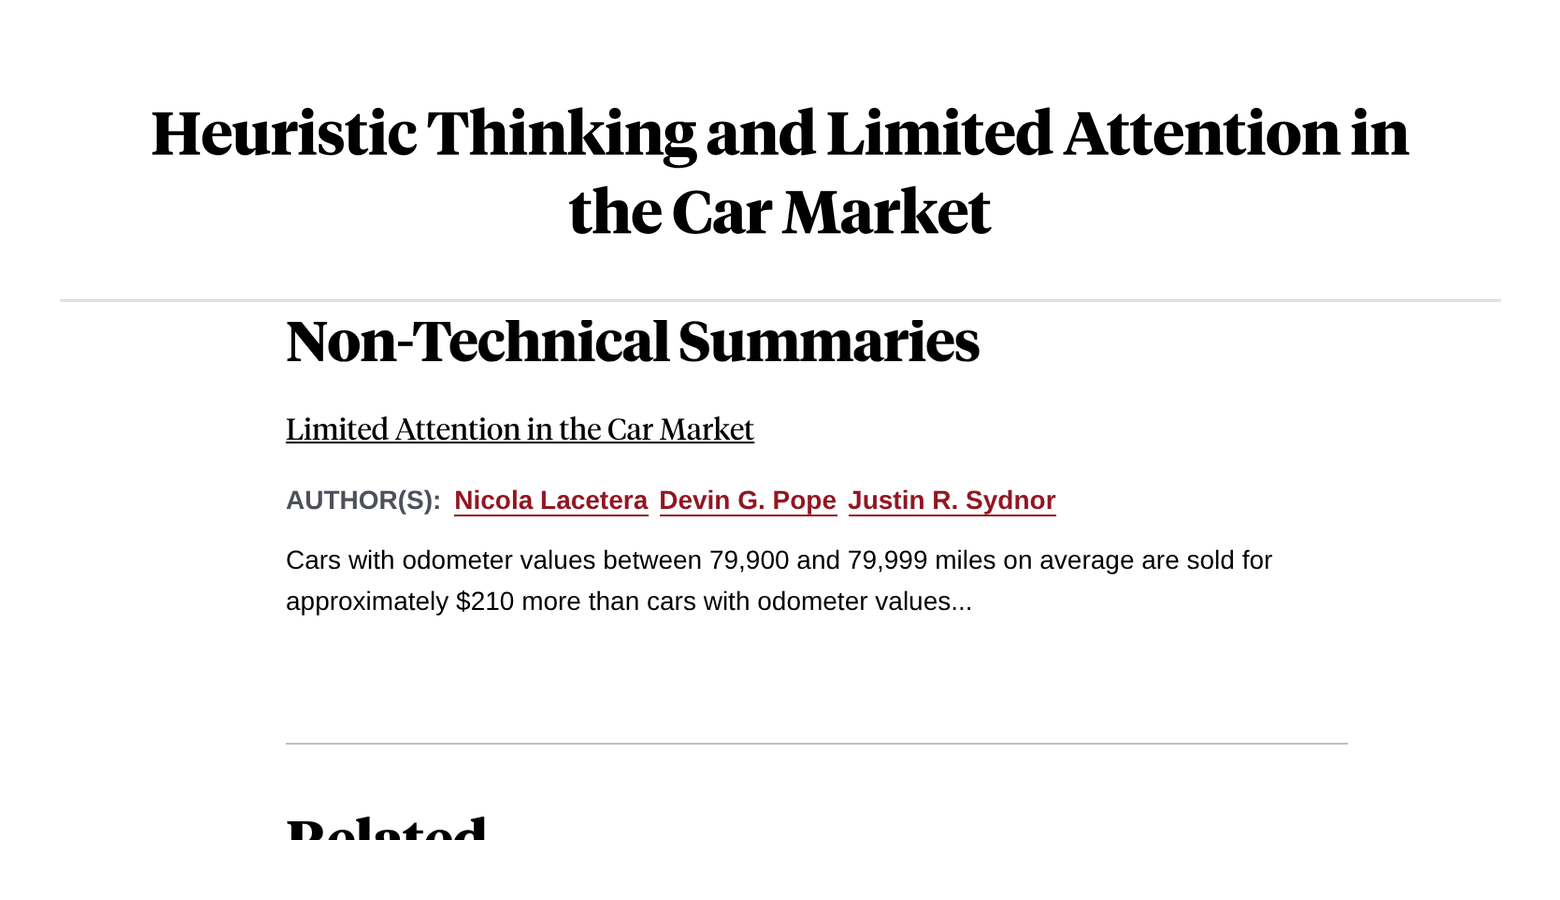 Heuristic Thinking and Limited Attention in
the Car Market
Non-Technical Summaries
Limited Attention in the Car Market
AUTHOR(S): Nicola Lacetera Devin G. Pope Justin R. Sydnor
Cars with odometer values between 79,900 and 79,999 miles on average are sold for
approximately $210 more than cars with odometer values...
Related